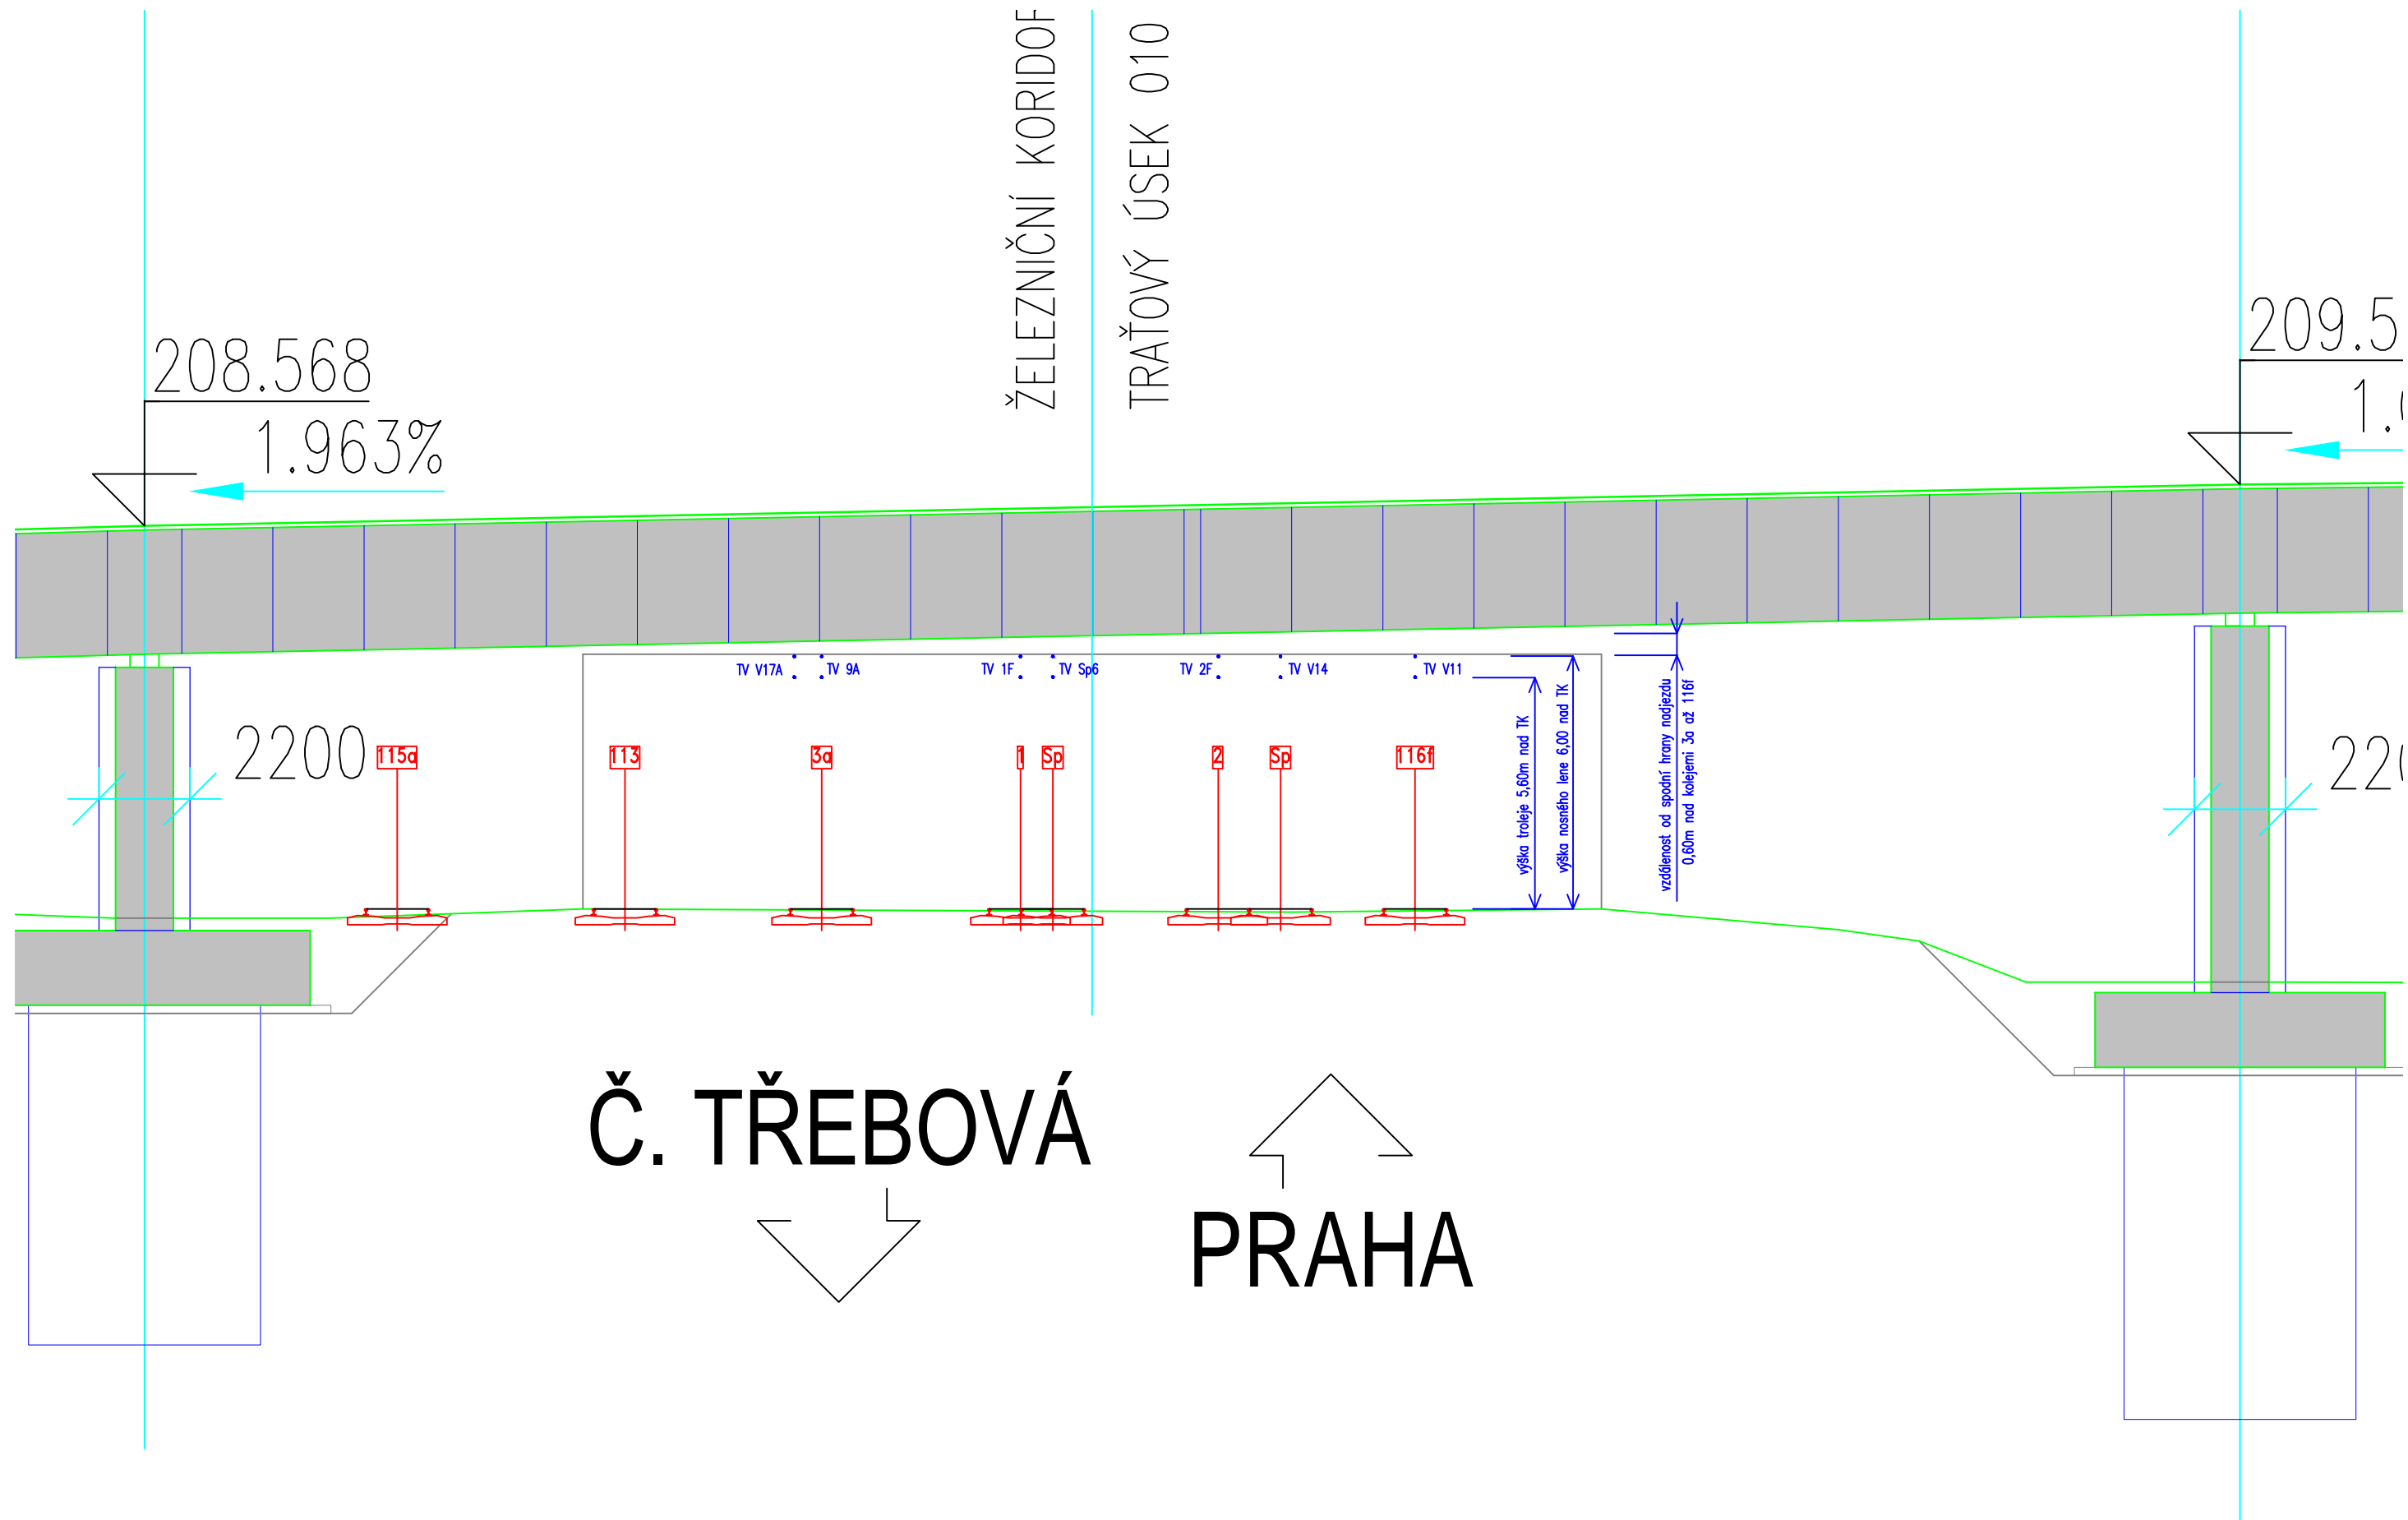 ŽELEZNIČNÍ KORIDOR
TRAŤOVÝ ÚSEK 010
208.568
1.963%
209.5
1.
TV V17A
TV 9A
TV 1F
TV Sp6
TV 2F
TV V14
TV V11
2200
115a
113
3a
1
Sp
2
Sp
116f
výška troleje 5,60m nad TK
výška nosného lene 6,00 nad TK
vzdálenost od spodní hrany nadjezdu
0,60m nad kolejemi 3a až 116f
22
Č. TŘEBOVÁ
PRAHA